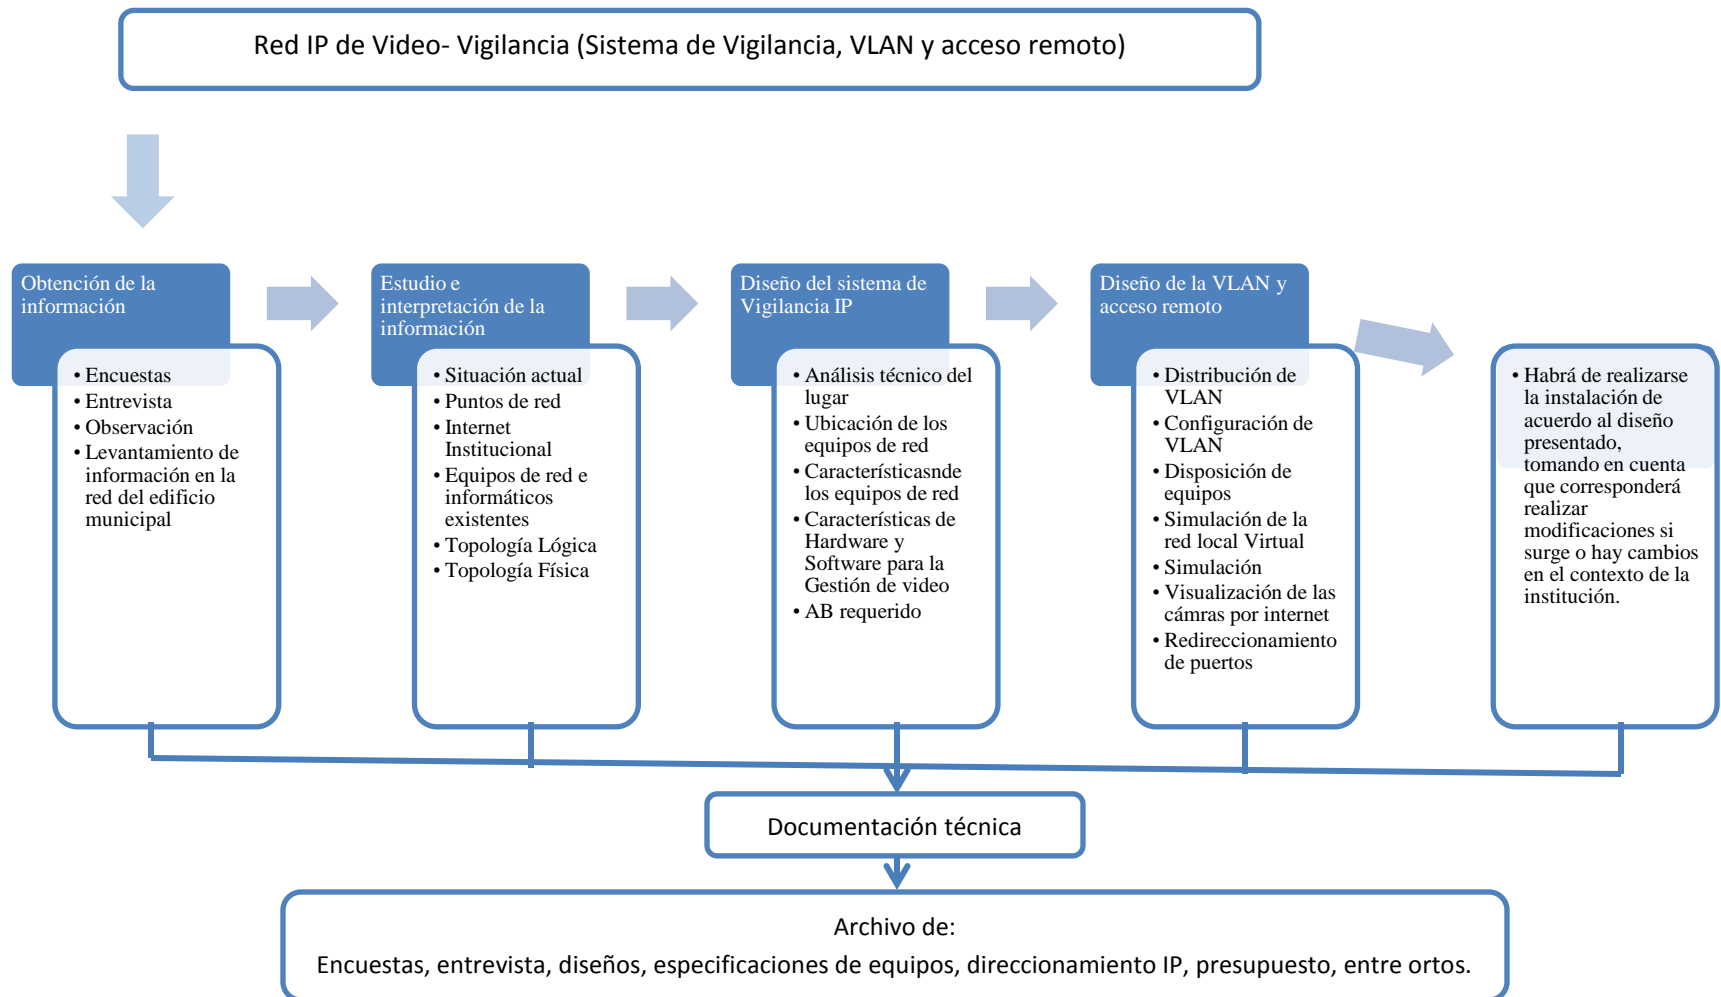 Red IP de Video- Vigilancia (Sistema de Vigilancia, VLAN y acceso remoto)
Obtención de la
información
• Encuestas
• Entrevista
• Observación
• Levantamiento de
información en la
red del edificio
municipal
Estudio e
interpretación de la
información
• Situación actual
• Puntos de red
• Internet
Institucional
• Equipos de red e
informáticos
existentes
• Topología Lógica
• Topología Física
Diseño del sistema de
Vigilancia IP
• Análisis técnico del
lugar
• Ubicación de los
equipos de red
• Característicasnde
los equipos de red
• Características de
Hardware y
Software para la
Gestión de video
• AB requerido
Diseño de la VLAN y
acceso remoto
• Distribución de
VLAN
• Configuración de
VLAN
• Disposición de
equipos
• Simulación de la
red local Virtual
• Simulación
• Visualización de las
cámras por internet
• Redireccionamiento
de puertos
• Habrá de realizarse
la instalación de
acuerdo al diseño
presentado,
tomando en cuenta
que corresponderá
realizar
modificaciones si
surge o hay cambios
en el contexto de la
institución.
Documentación técnica
Archivo de:
Encuestas, entrevista, diseños, especificaciones de equipos, direccionamiento IP, presupuesto, entre ortos.